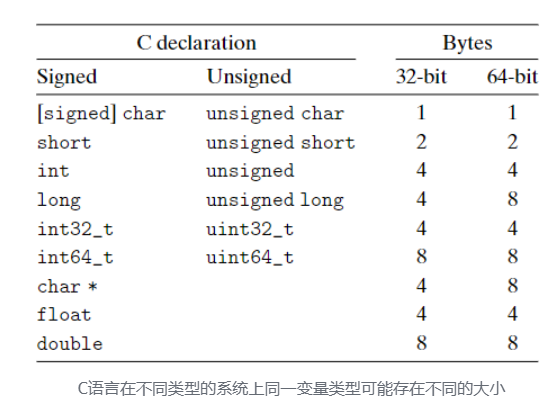 C declaration Bytes
Signed Unsigned 32-bit 64-bit
[signed] char unsigned char 1 1
short unsigned short 2 2
int unsigned 4 4
long unsigned long 4 8
int32_t uint32_t 4 4
int64_t uint64_t 8 8
char * 4 8
float 4 4
double 8 8
C语言在不同类型的系统上同一变量类型可能存在不同的大小